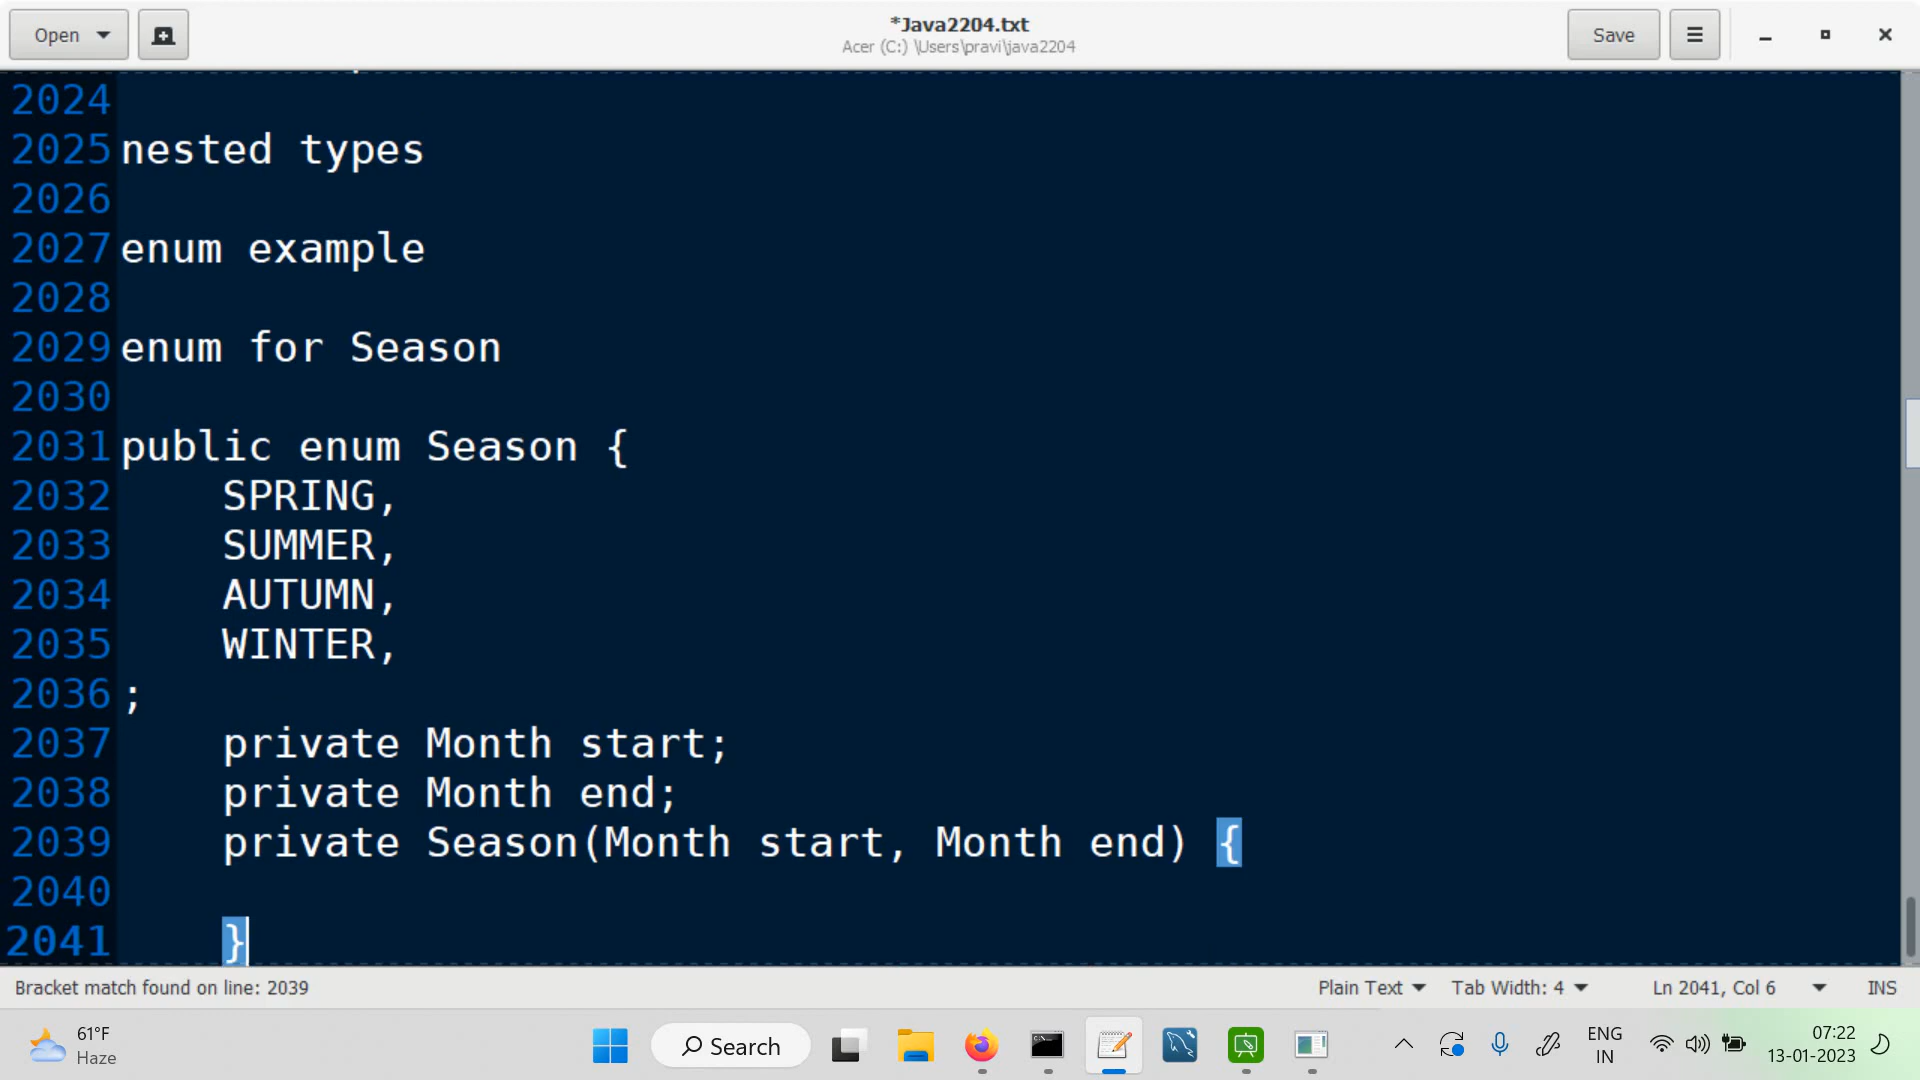 Open
*Java2204.txt
Acer (C:) \Users\pravi\java2204
Save
2024
2025 nested types
2026
2027 enum example
2028
2029 enum for Season
2030
2031 public enum Season {
2032     SPRING,
2033     SUMMER,
2034     AUTUMN,
2035     WINTER,
2036 ;
2037     private Month start;
2038     private Month end;
2039     private Season(Month start, Month end) {
2040
2041     }
Bracket match found on line: 2039
Plain Text
Tab Width: 4
Ln 2041, Col 6
INS
61°F
Haze
Search
ENG
IN
07:22
13-01-2023